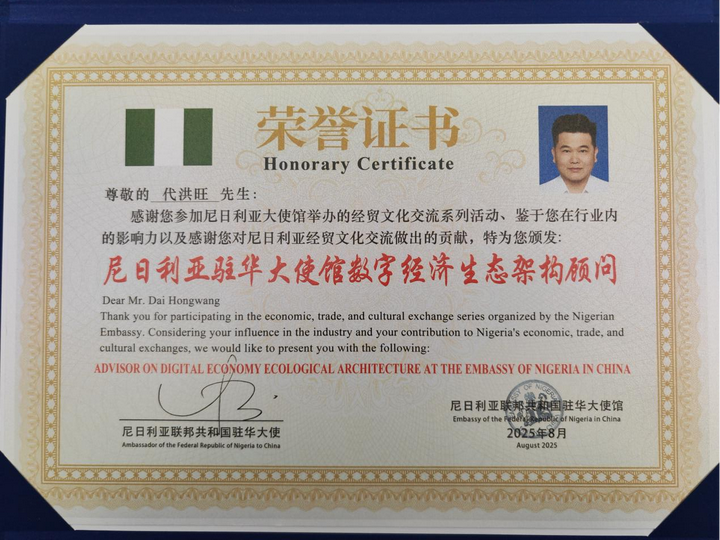 荣誉证书
Honorary Certificate
尊敬的 代洪旺 先生：
感谢您参加尼日利亚大使馆举办的经贸文化交流系列活动、鉴于您在行业内
的影响力以及感谢您对尼日利亚经贸文化交流做出的贡献，特为您颁发：
尼日利亚驻华大使馆数字经济生态架构顾问
Dear Mr. Dai Hongwang
Thank you for participating in the economic, trade, and cultural exchange series organized by the Nigerian
Embassy. Considering your influence in the industry and your contribution to Nigeria's economic, trade, and
cultural exchanges, we would like to present you with the following:
ADVISOR ON DIGITAL ECONOMY ECOLOGICAL ARCHITECTURE AT THE EMBASSY OF NIGERIA IN CHINA
尼日利亚联邦共和国驻华大使
Ambassador of the Federal Republic of Nigeria to China
尼日利亚联邦共和国驻华大使馆
Embassy of the Federal Republic of Nigeria in China
2025年8月
August 2025